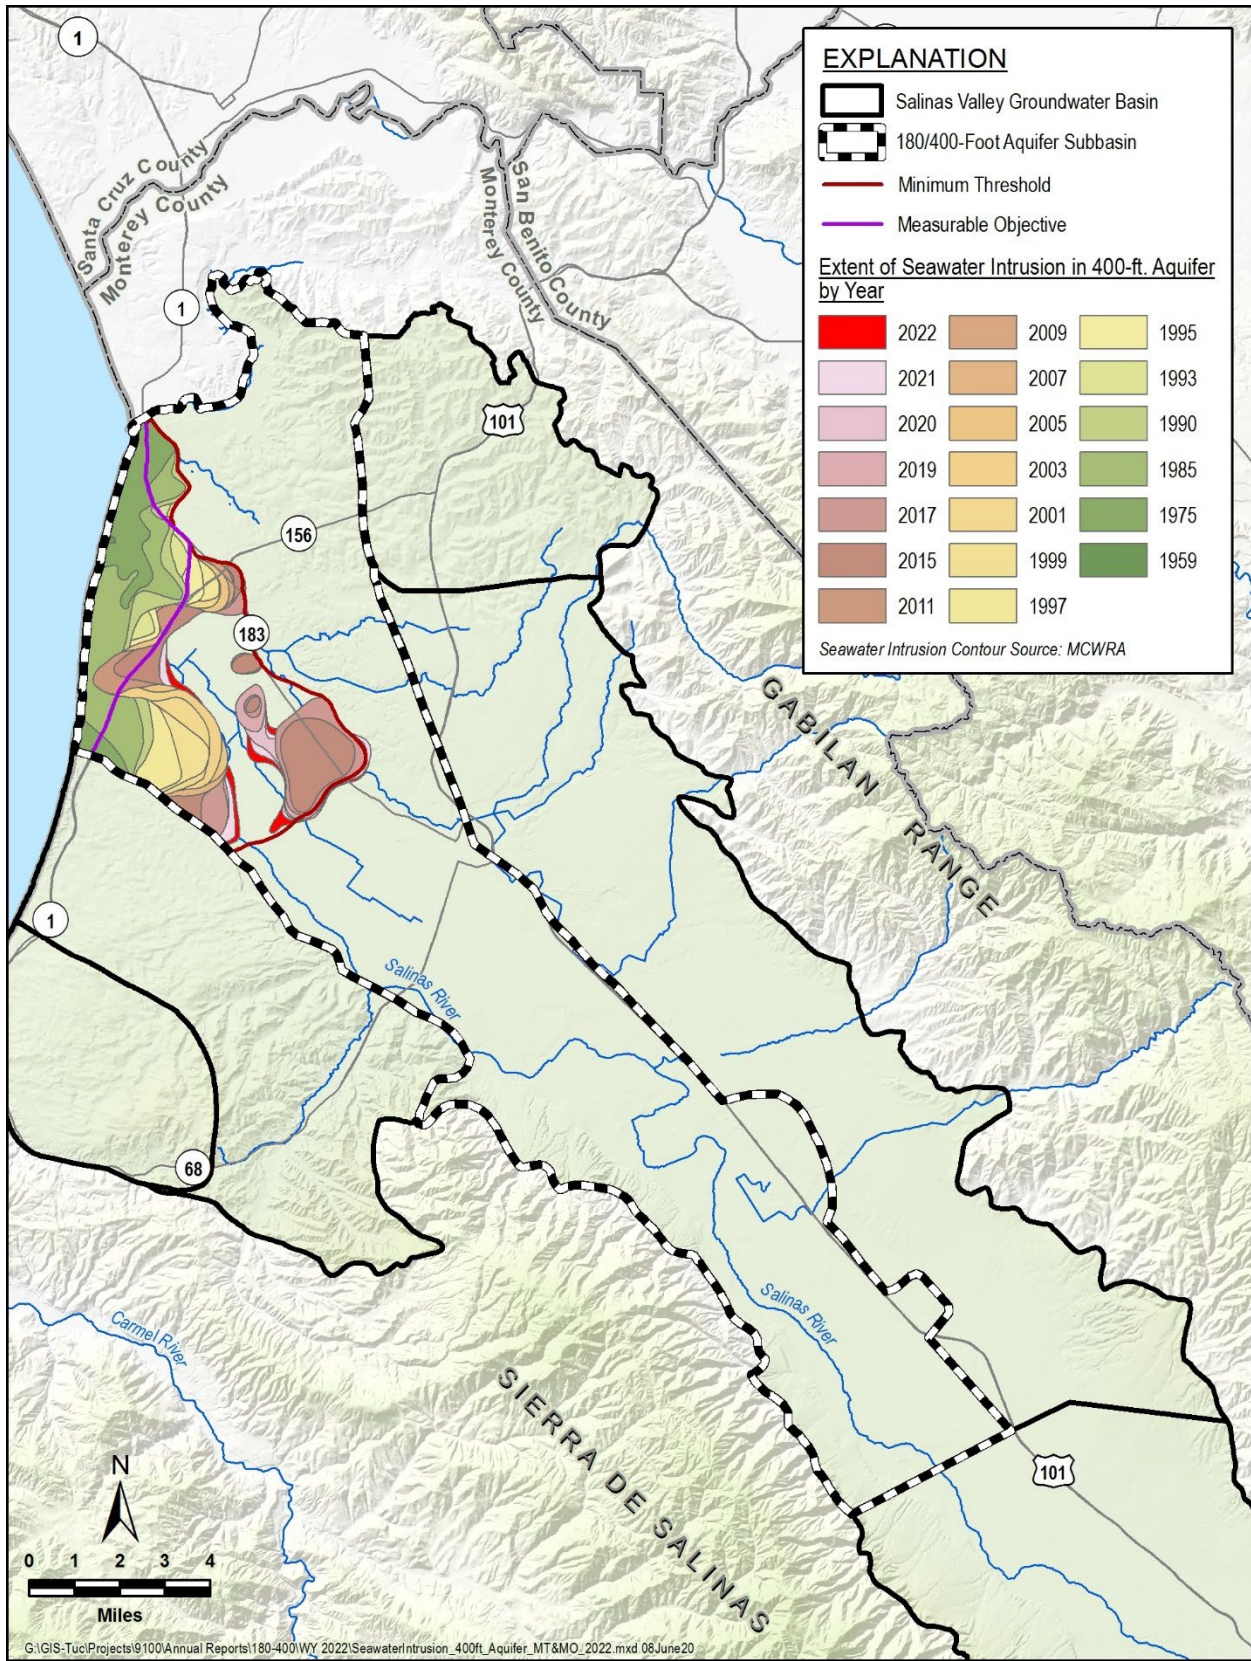 1
EXPLANATION
Salinas Valley Groundwater Basin
180/400-Foot Aquifer Subbasin
Minimum Threshold
Measurable Objective
Extent of Seawater Intrusion in 400-ft. Aquifer
by Year
2022 2009 1995
2021 2007 1993
2020 2005 1990
2019 2003 1985
2017 2001 1975
2015 1999 1959
2011 1997
Seawater Intrusion Contour Source: MCWRA
Santa Cruz County
Monterey County
San Benito County
Monterey County
1
101
156
183
GABILAN RANGE
1
Salinas River
68
Salinas River
Carmel River
SIERRA DE SALINAS
101
N
0 1 2 3 4
Miles
G:\GIS-Tuc\Projects\9100\Annual Reports\180-400\WY 2022\SeawaterIntrusion_400ft_Aquifer_MT&MO_2022.mxd 08June20